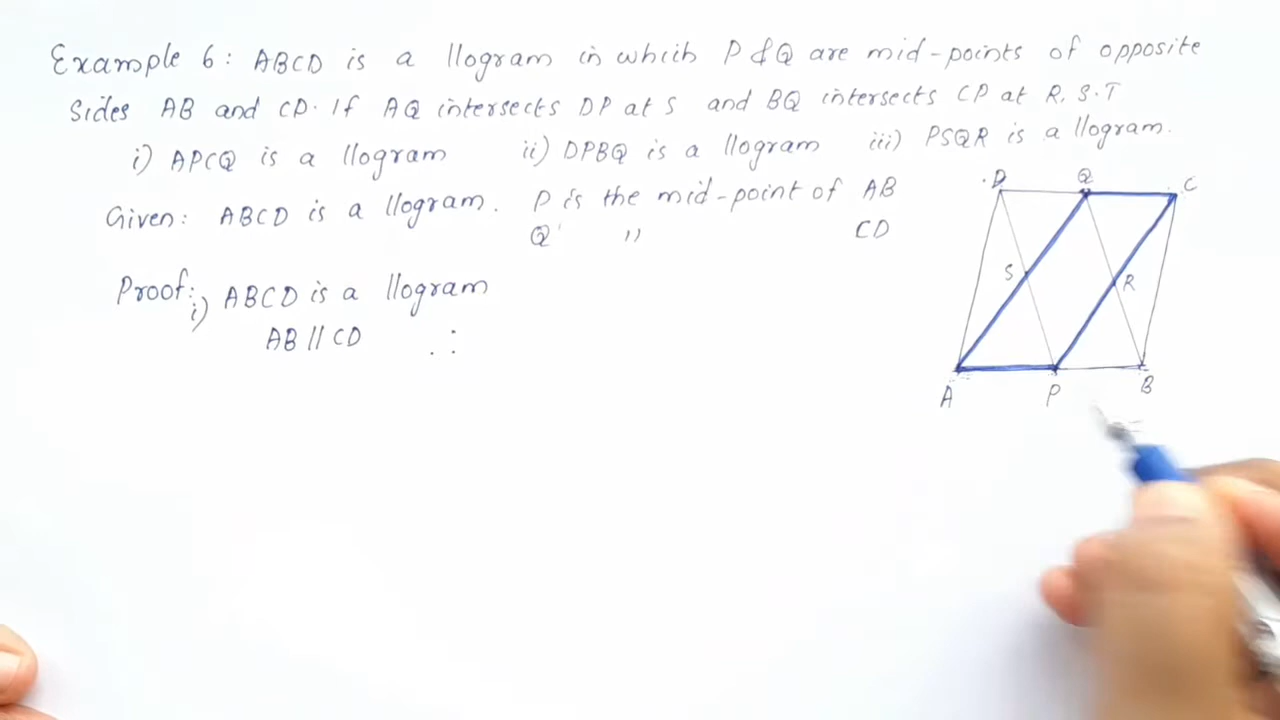 Example 6: ABCD is a llogram in which P & Q are mid-points of opposite
sides AB and CD. If AQ intersects DP at S and BQ intersects CP at R, S.T
i) APCQ is a llogram ii) DPBQ is a llogram iii) PSQR is a llogram.
Given: ABCD is a llogram. P is the mid-point of AB
Q " CD
Proof: i) ABCD is a llogram
AB // CD ∴
D Q C
S R
A P B